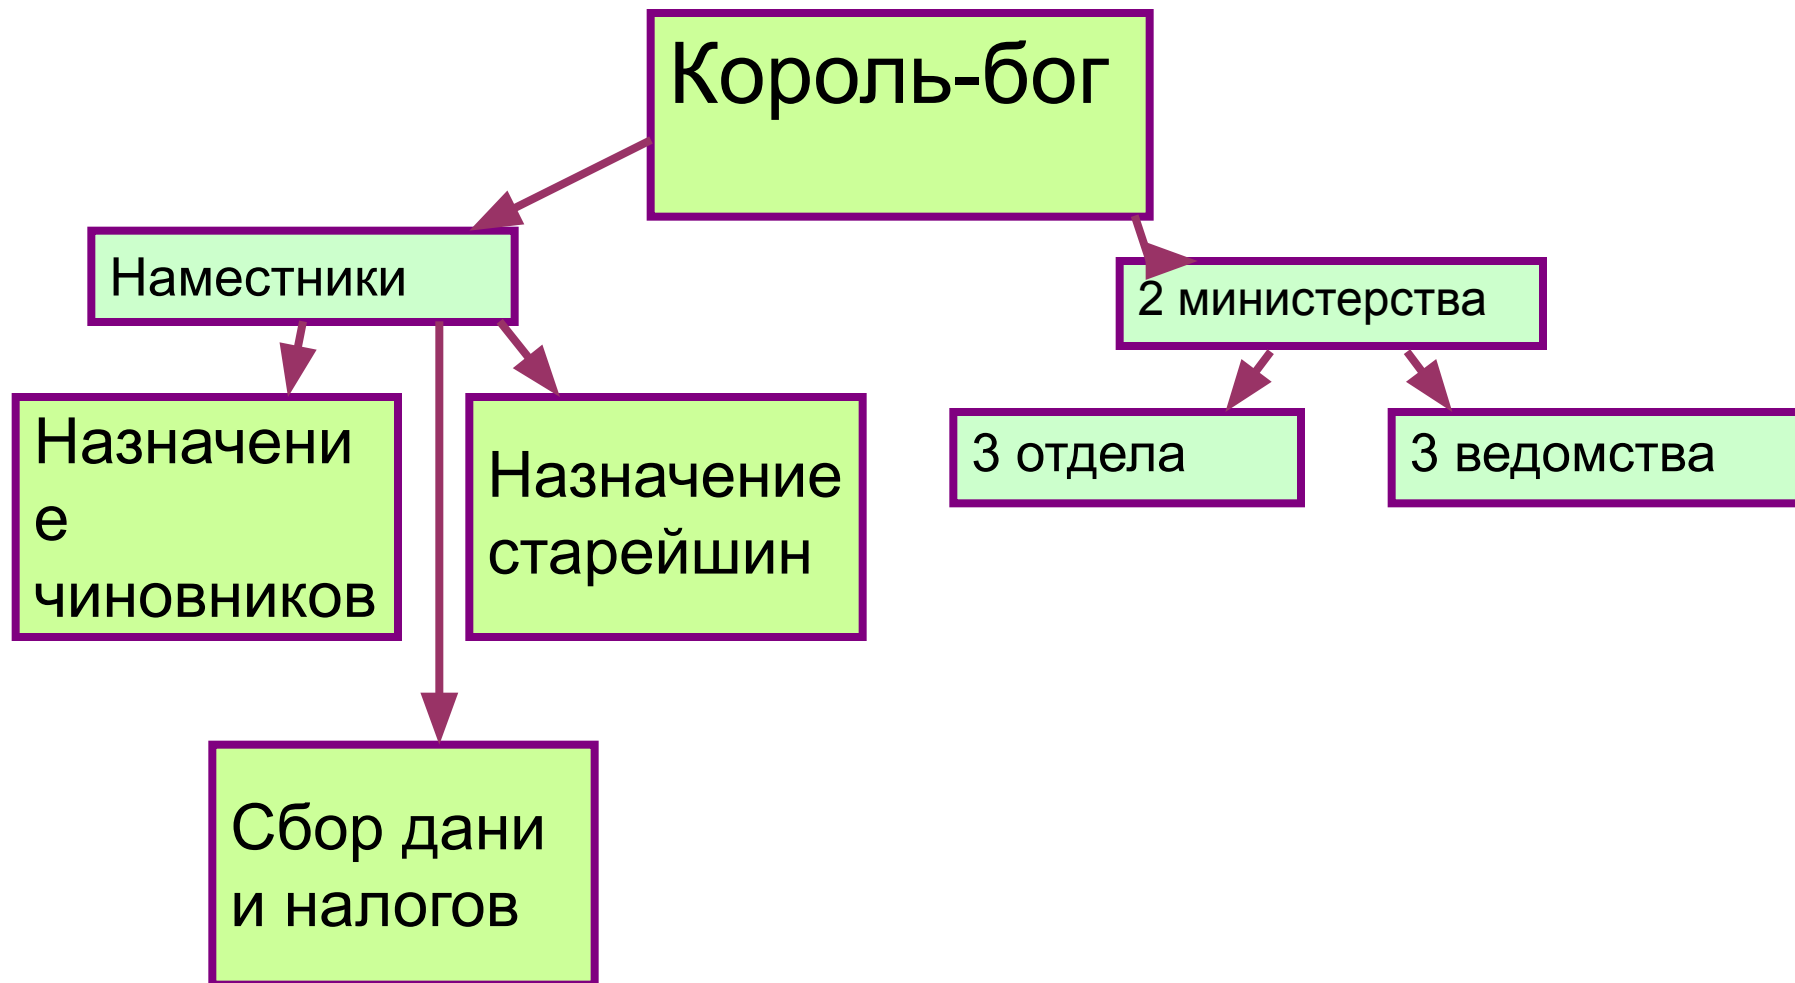 Король-бог
Наместники
2 министерства
Назначени
е
чиновников
Назначение
старейшин
3 отдела
3 ведомства
Сбор дани
и налогов